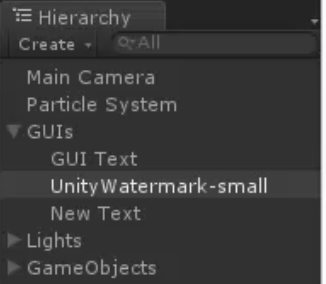 Hierarchy
Create All
Main Camera
Particle System
GUIs
GUI Text
UnityWatermark-small
New Text
Lights
GameObjects